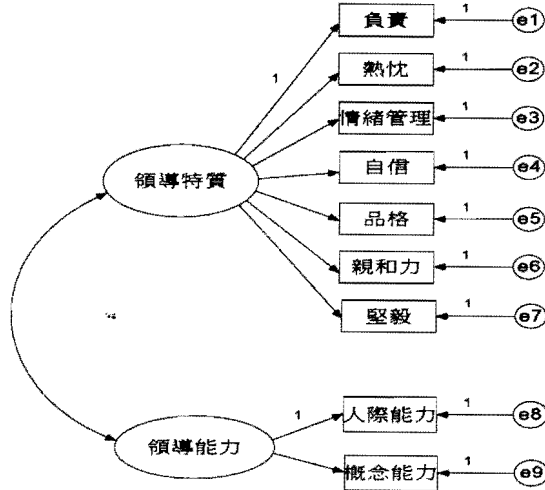 負責 1 e1
1
熱忱 1 e2
情緒管理 1 e3
自信 1 e4
領導特質
品格 1 e5
親和力 1 e6
堅毅 1 e7
1 人際能力 1 e8
領導能力
概念能力 1 e9